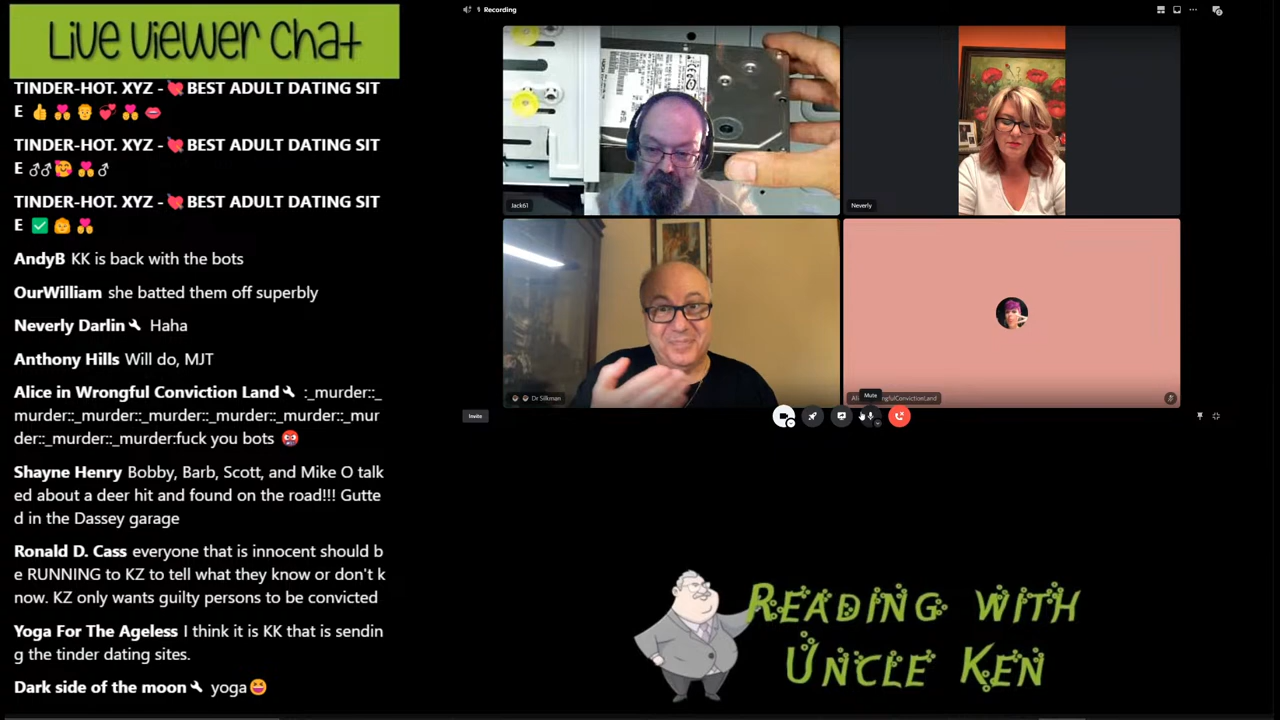 Live viewer chat
TINDER-HOT. XYZ - 💘BEST ADULT DATING SIT
E 👍 💏 👨 💞 💏 💋
TINDER-HOT. XYZ - 💘BEST ADULT DATING SIT
E ♂♂🥰 💏♂
TINDER-HOT. XYZ - 💘BEST ADULT DATING SIT
E ✅ 🙆 💏
AndyB KK is back with the bots
OurWilliam she batted them off superbly
Neverly Darlin Haha
Anthony Hills Will do, MJT
Alice in Wrongful Conviction Land :_murder::_
murder::_murder::_murder::_murder::_murder::_mur
der::_murder::_murder:fuck you bots 🤬
Shayne Henry Bobby, Barb, Scott, and Mike O talk
ed about a deer hit and found on the road!!! Gutte
d in the Dassey garage
Ronald D. Cass everyone that is innocent should b
e RUNNING to KZ to tell what they know or don't k
now. KZ only wants guilty persons to be convicted
Yoga For The Ageless I think it is KK that is sendin
g the tinder dating sites.
Dark side of the moon yoga😆
Recording
Jack61
Neverly
Dr Silkman
ngfulConvictionLand
Mute
Invite
Reading with
Uncle Ken